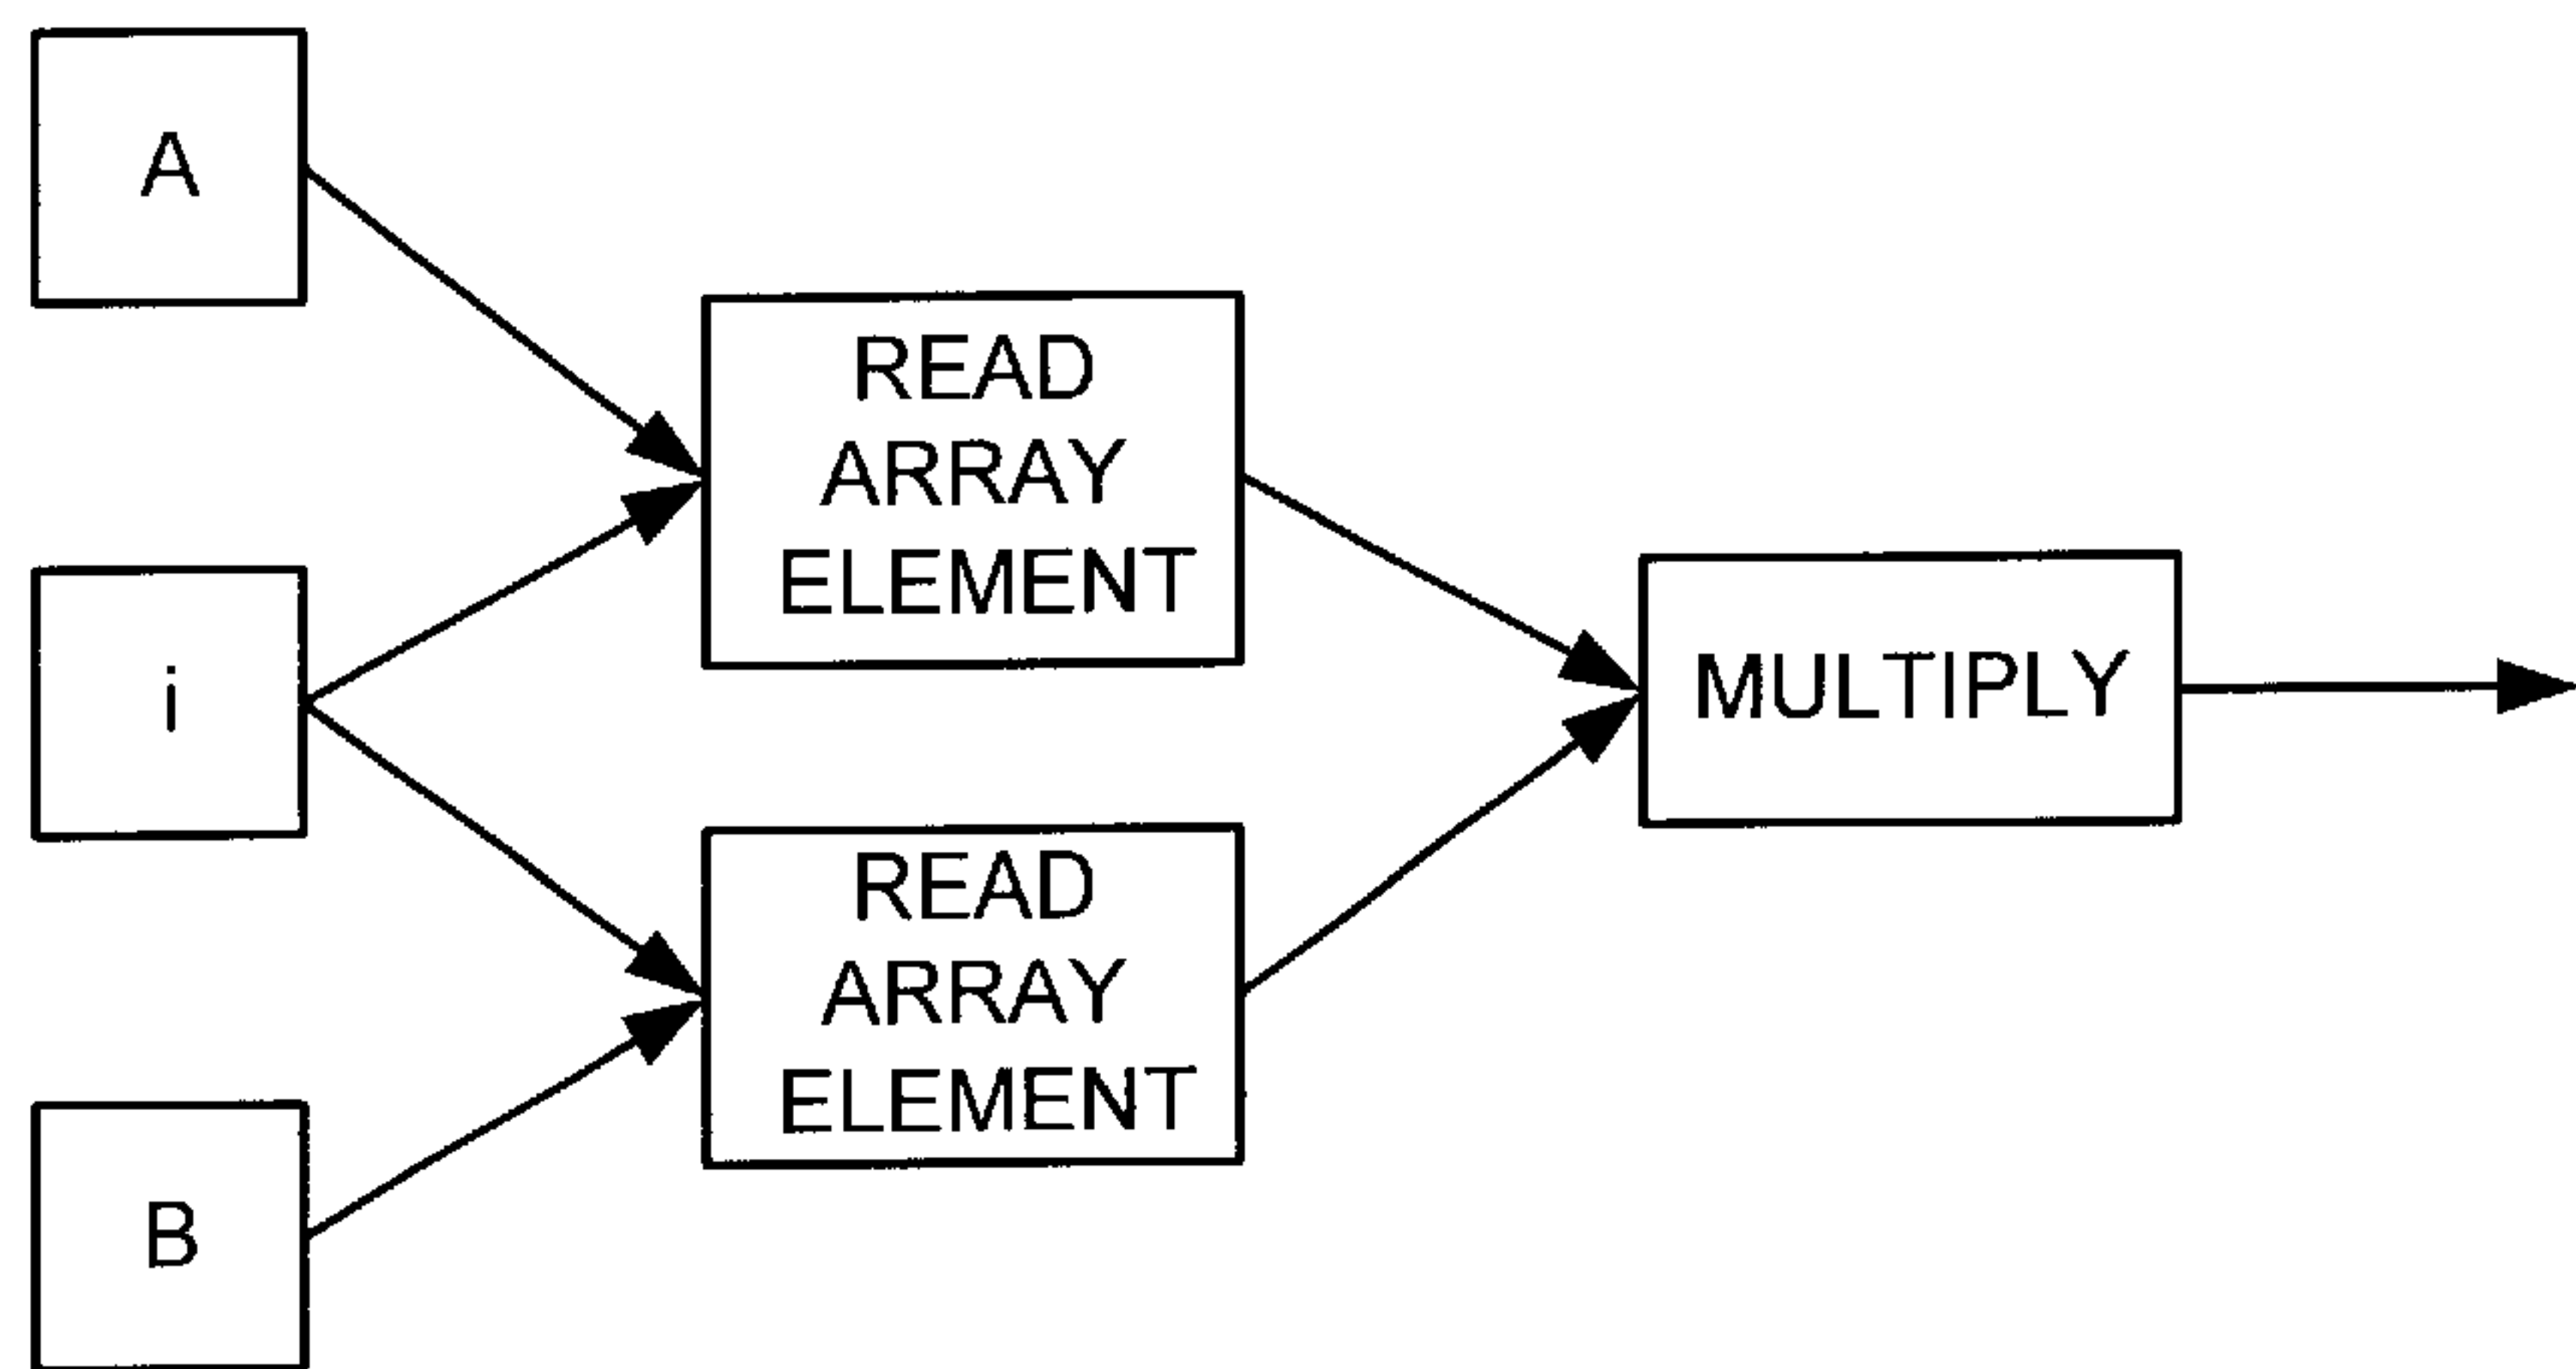 A
READ
ARRAY
ELEMENT
i
MULTIPLY
READ
ARRAY
ELEMENT
B